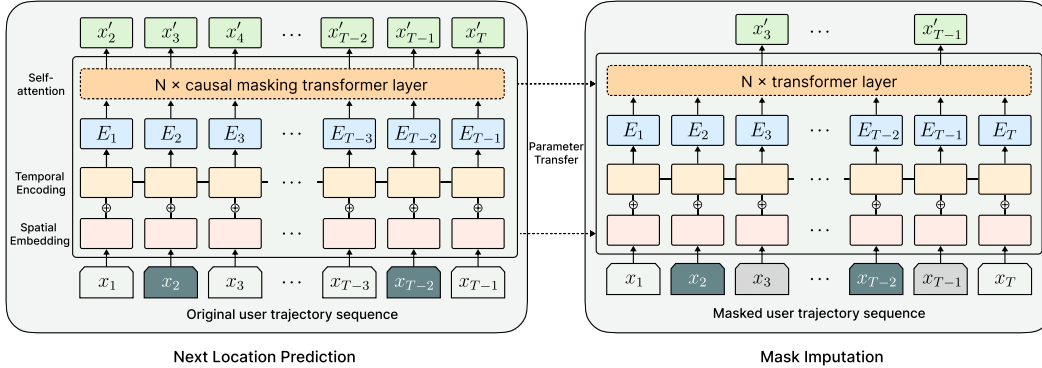 x′2 x′3 x′4 ⋯ x′T−2 x′T−1 x′T
Self-
attention
N × causal masking transformer layer
E1 E2 E3 ⋯ ET−3 ET−2 ET−1
Temporal
Encoding
⋯
⊕ ⊕ ⊕ ⊕ ⊕ ⊕
Spatial
Embedding
⋯
x1 x2 x3 ⋯ xT−3 xT−2 xT−1
Original user trajectory sequence
Next Location Prediction
Parameter
Transfer
x′3 ⋯ x′T−1
N × transformer layer
E1 E2 E3 ⋯ ET−2 ET−1 ET
⋯
⊕ ⊕ ⊕ ⊕ ⊕ ⊕
⋯
x1 x2 x3 ⋯ xT−2 xT−1 xT
Masked user trajectory sequence
Mask Imputation